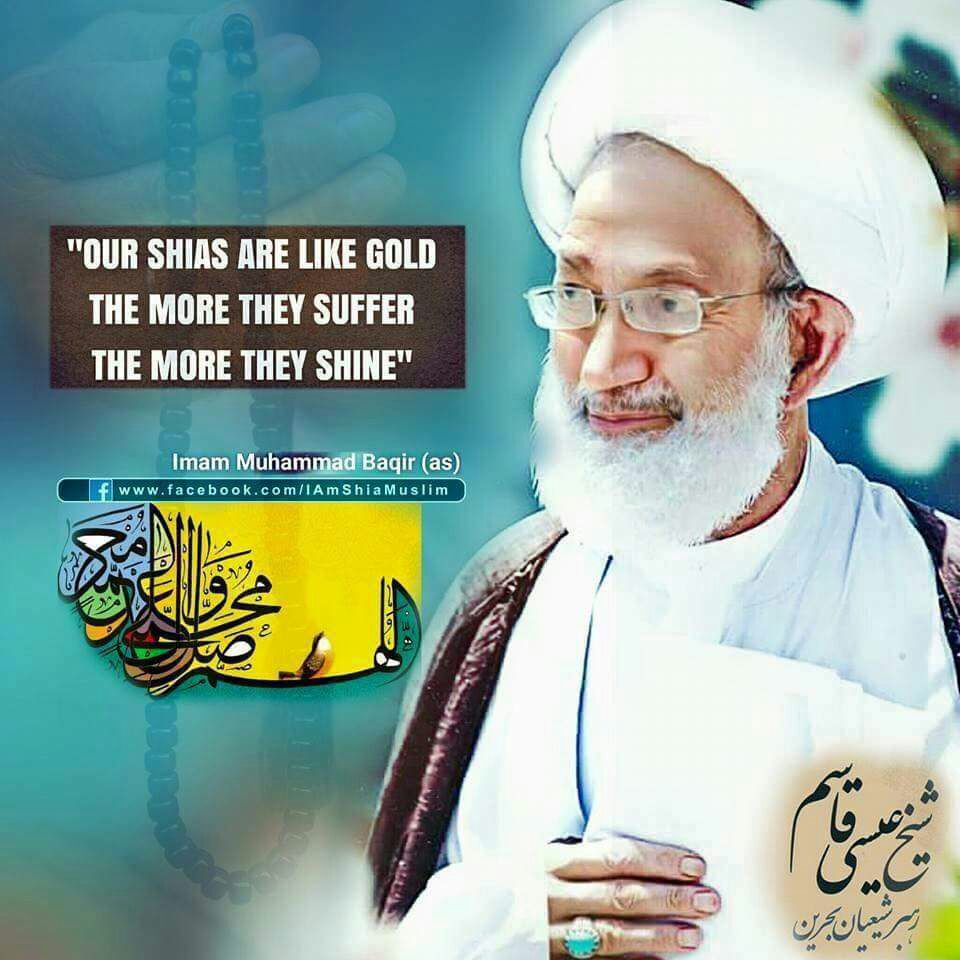 "OUR SHIAS ARE LIKE GOLD
THE MORE THEY SUFFER
THE MORE THEY SHINE"
Imam Muhammad Baqir (as)
f www.facebook.com/IAmShiaMuslim
اللهم صل على محمد وآل محمد
شیخ عیسی قاسم
رهبر شیعیان بحرین